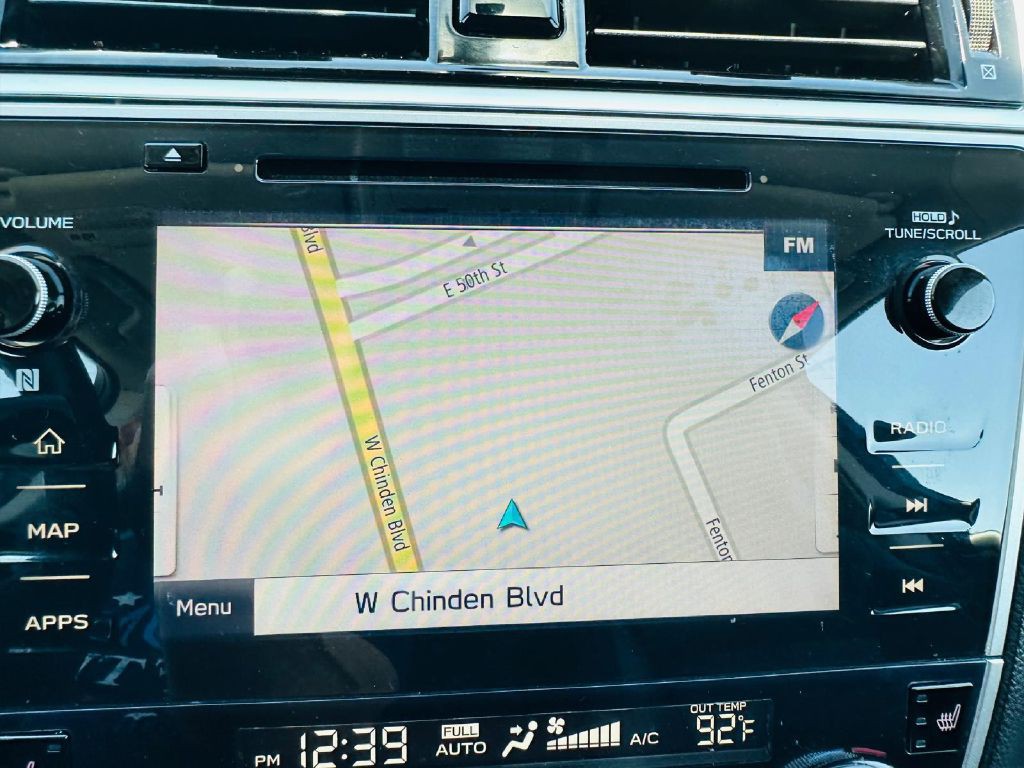 VOLUME
HOLD
TUNE/SCROLL
FM
Blvd
E 50th St
Fenton St
W Chinden Blvd
Fenton
RADIO
MAP
APPS
Menu
W Chinden Blvd
PM 12:39
FULL
AUTO
A/C
OUT TEMP
92°F